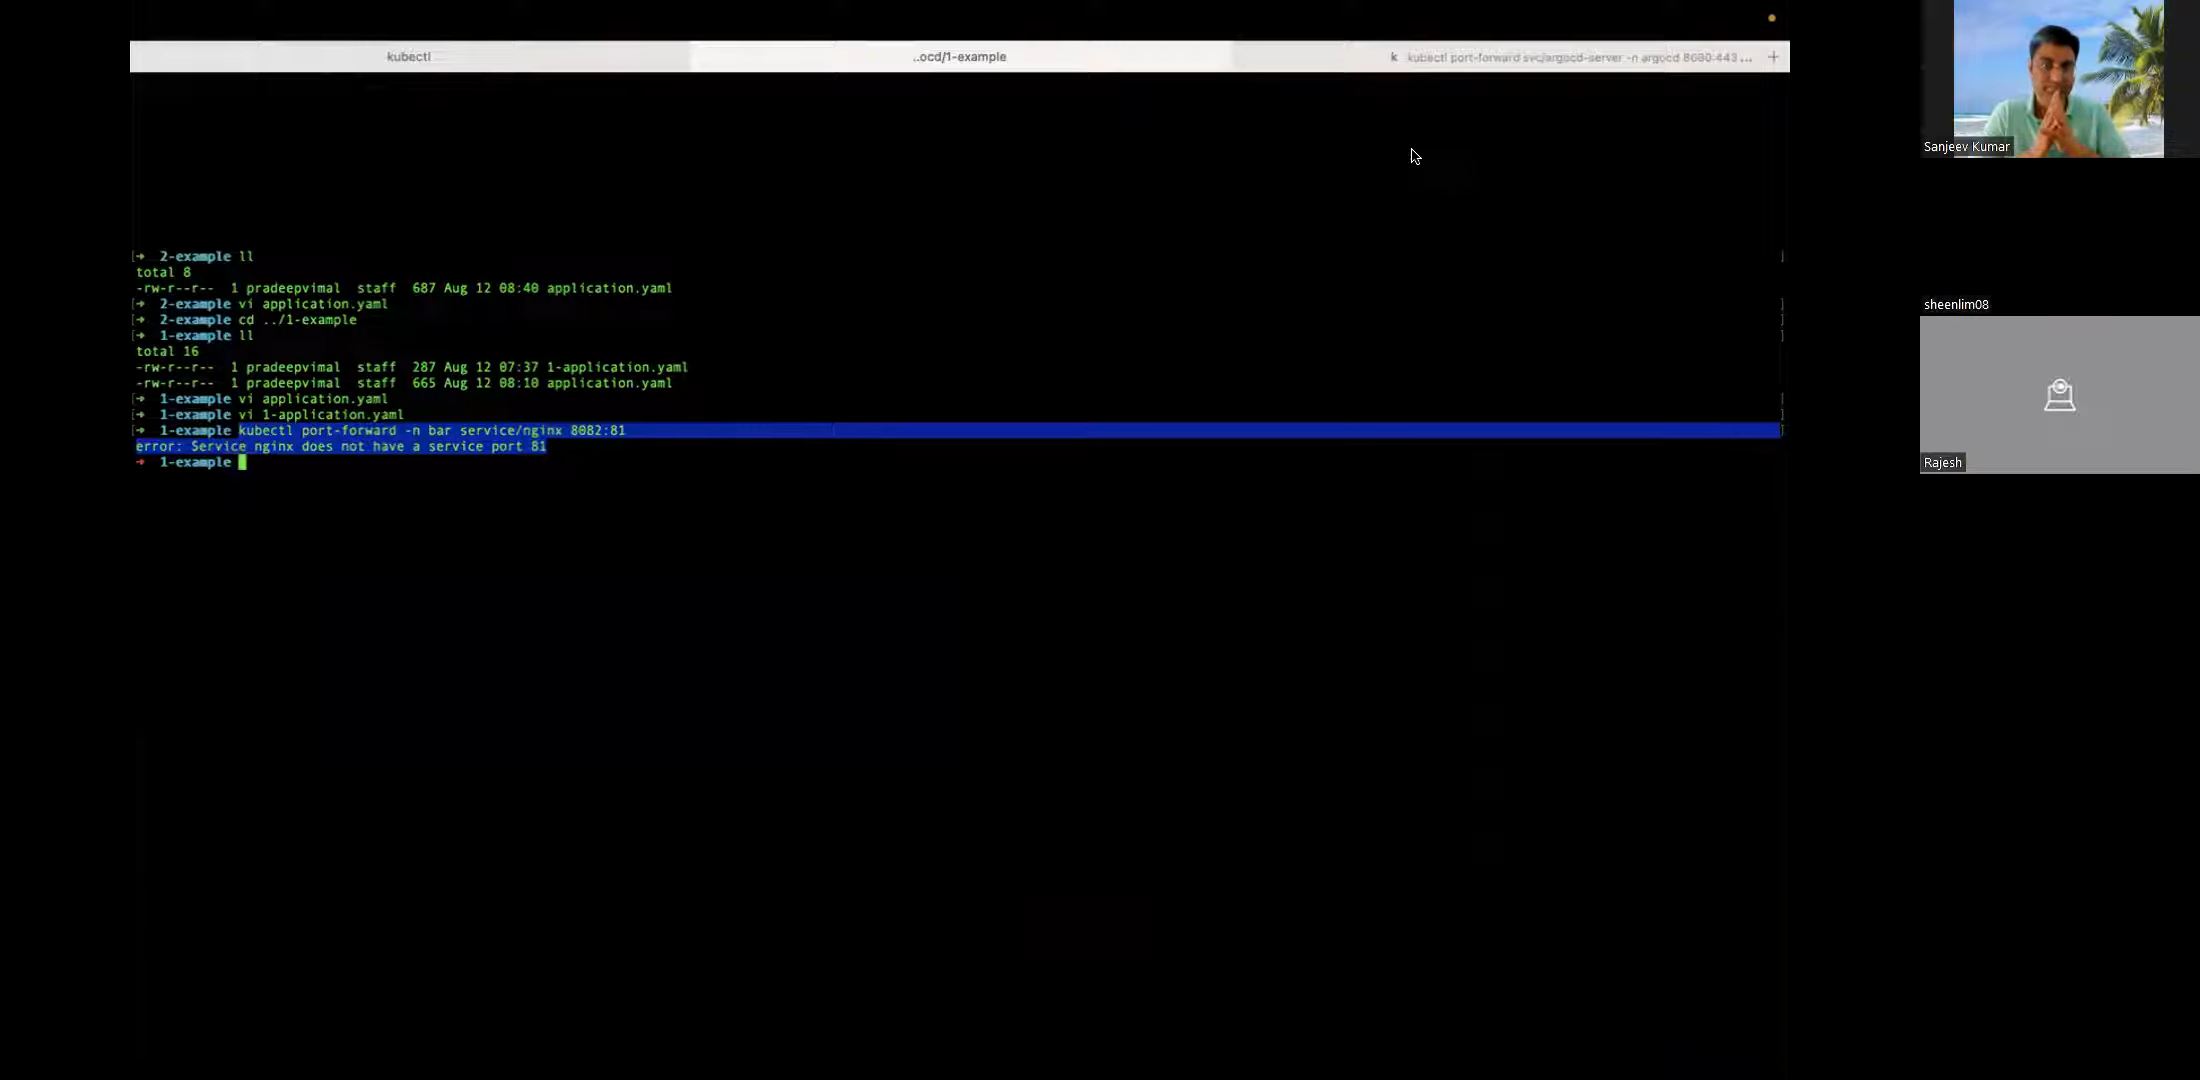 kubectl
..ocd/1-example
k kubectl port-forward svc/argocd-server -n argocd 8080:443 ... +
[➜ 2-example ll ]
total 8
-rw-r--r-- 1 pradeepvimal staff 687 Aug 12 08:40 application.yaml
[➜ 2-example vi application.yaml ]
[➜ 2-example cd ../1-example ]
[➜ 1-example ll ]
total 16
-rw-r--r-- 1 pradeepvimal staff 287 Aug 12 07:37 1-application.yaml
-rw-r--r-- 1 pradeepvimal staff 665 Aug 12 08:10 application.yaml
[➜ 1-example vi application.yaml ]
[➜ 1-example vi 1-application.yaml ]
[➜ 1-example kubectl port-forward -n bar service/nginx 8082:81 ]
error: Service nginx does not have a service port 81
➜ 1-example
Sanjeev Kumar
sheenlim08
Rajesh